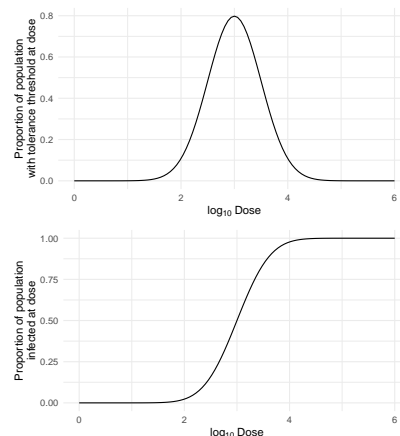 Proportion of population
with tolerance threshold at dose
0.8
0.6
0.4
0.2
0.0
0 2 4 6
log₁₀ Dose
Proportion of population
infected at dose
1.00
0.75
0.50
0.25
0.00
0 2 4 6
log₁₀ Dose